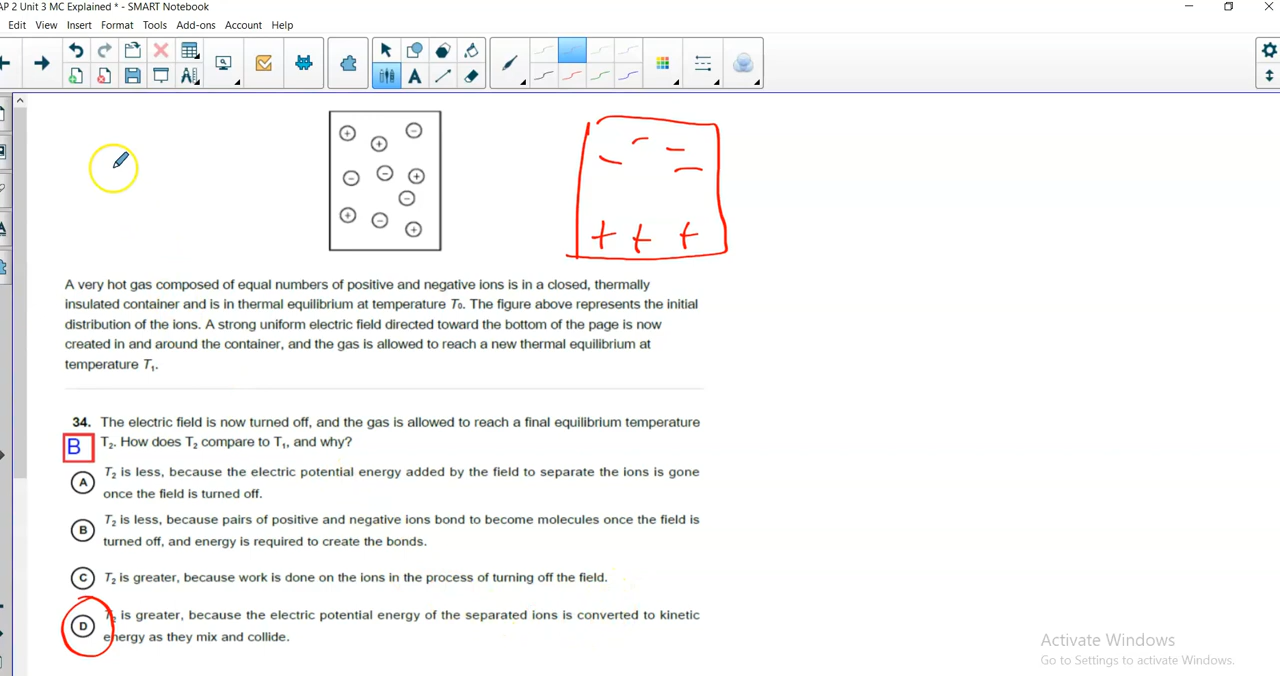 AP 2 Unit 3 MC Explained * - SMART Notebook
Edit View Insert Format Tools Add-ons Account Help
A
+ + − − − + − + − +
− − − −
+ + +
A very hot gas composed of equal numbers of positive and negative ions is in a closed, thermally
insulated container and is in thermal equilibrium at temperature T₀. The figure above represents the initial
distribution of the ions. A strong uniform electric field directed toward the bottom of the page is now
created in and around the container, and the gas is allowed to reach a new thermal equilibrium at
temperature T₁.
34. The electric field is now turned off, and the gas is allowed to reach a final equilibrium temperature
B T₂. How does T₂ compare to T₁, and why?
A T₂ is less, because the electric potential energy added by the field to separate the ions is gone
once the field is turned off.
B T₂ is less, because pairs of positive and negative ions bond to become molecules once the field is
turned off, and energy is required to create the bonds.
C T₂ is greater, because work is done on the ions in the process of turning off the field.
D T₂ is greater, because the electric potential energy of the separated ions is converted to kinetic
energy as they mix and collide.
Activate Windows
Go to Settings to activate Windows.